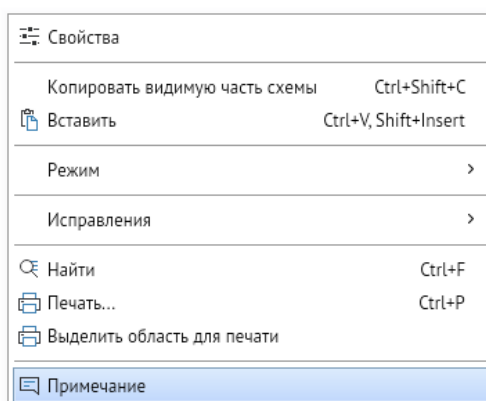 Свойства
Копировать видимую часть схемы Ctrl+Shift+C
Вставить Ctrl+V, Shift+Insert
Режим
Исправления
Найти Ctrl+F
Печать... Ctrl+P
Выделить область для печати
Примечание